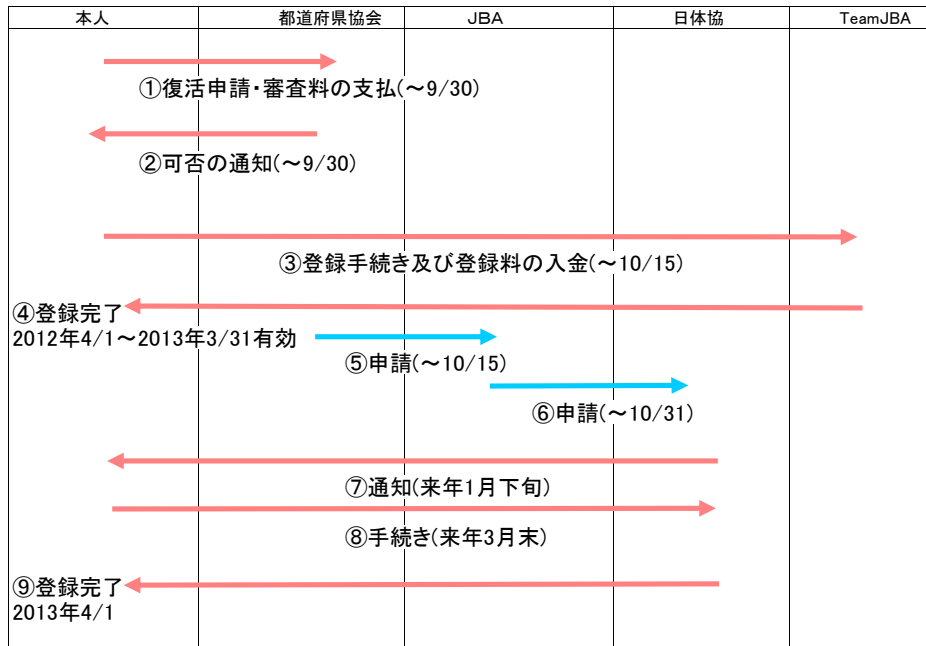 本人 都道府県協会 JBA 日体協 TeamJBA
①復活申請・審査料の支払(～9/30)
②可否の通知(～9/30)
③登録手続き及び登録料の入金(～10/15)
④登録完了
2012年4/1～2013年3/31有効
⑤申請(～10/15)
⑥申請(～10/31)
⑦通知(来年1月下旬)
⑧手続き(来年3月末)
⑨登録完了
2013年4/1